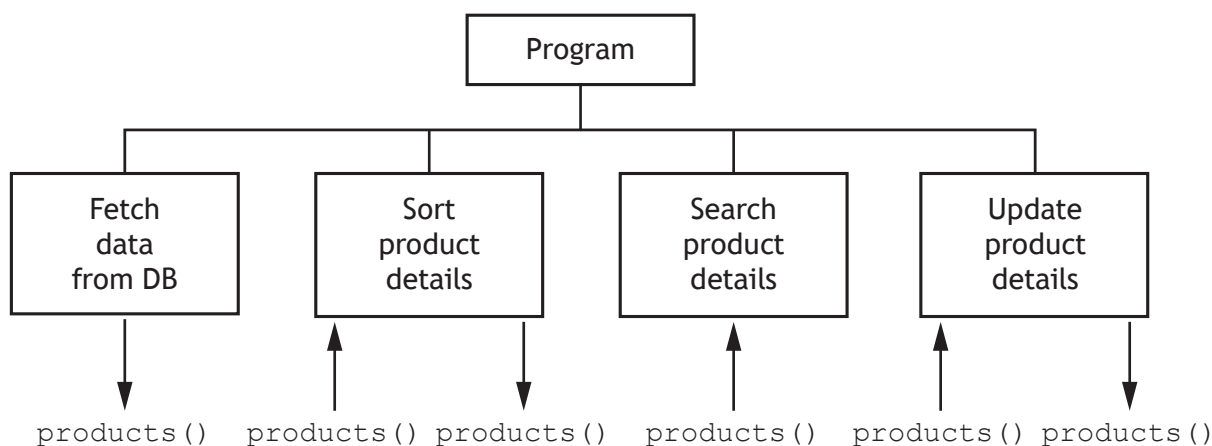 Program
Fetch
data
from DB
Sort
product
details
Search
product
details
Update
product
details
products() products() products() products() products() products()